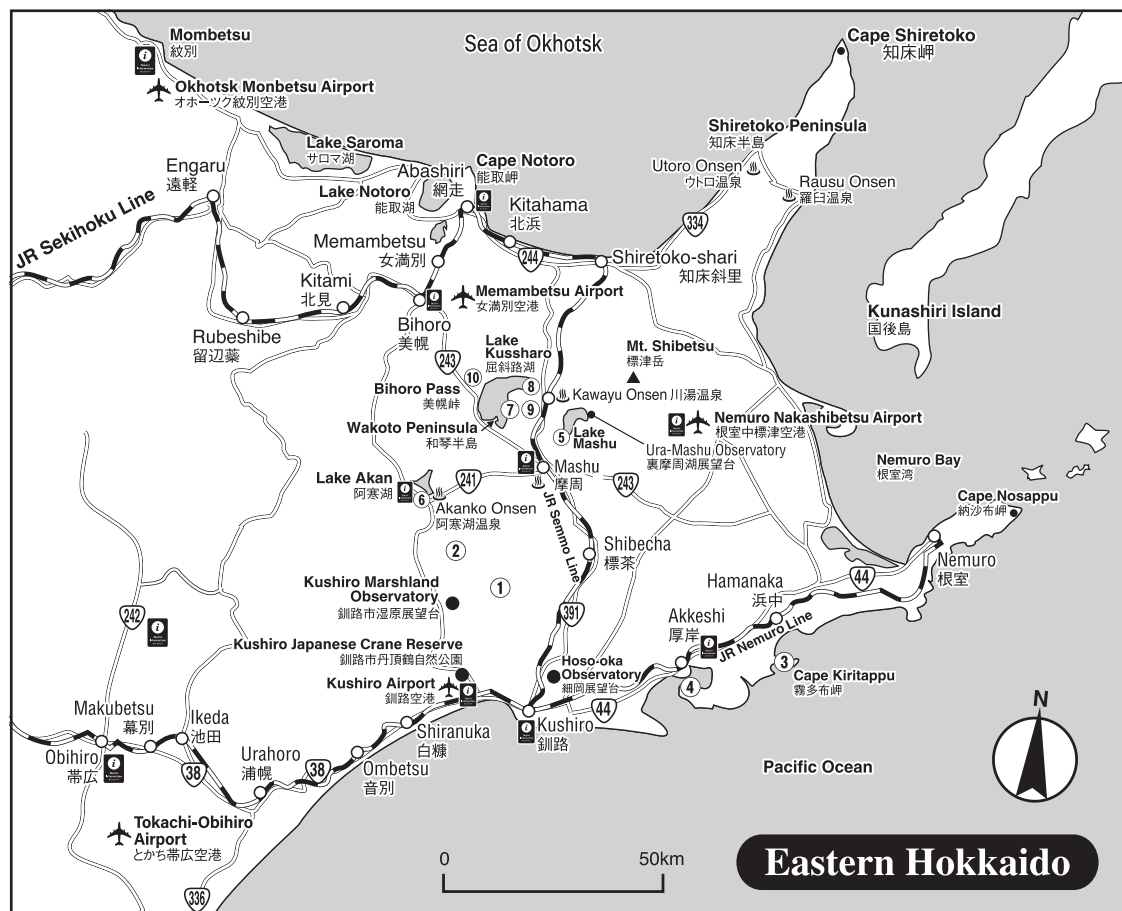 Mombetsu
紋別
Sea of Okhotsk
Cape Shiretoko
知床岬
Okhotsk Monbetsu Airport
オホーツク紋別空港
Shiretoko Peninsula
知床半島
Lake Saroma
サロマ湖
Engaru
遠軽
Abashiri
網走
Cape Notoro
能取岬
Utoro Onsen
ウトロ温泉
Rausu Onsen
羅臼温泉
Lake Notoro
能取湖
Kitahama
北浜
JR Sekihoku Line
334
Memambetsu
女満別
244
Shiretoko-shari
知床斜里
Kitami
北見
Memambetsu Airport
女満別空港
Kunashiri Island
国後島
Rubeshibe
留辺蘂
Bihoro
美幌
243
Lake
Kussharo
屈斜路湖
Mt. Shibetsu
標津岳
10
8
Bihoro Pass
美幌峠
Kawayu Onsen 川湯温泉
7
9
Wakoto Peninsula
和琴半島
5
Lake
Mashu
Nemuro Nakashibetsu Airport
根室中標津空港
Ura-Mashu Observatory
裏摩周湖展望台
Nemuro Bay
根室湾
Lake Akan
阿寒湖
6
241
Mashu
摩周
243
Akanko Onsen
阿寒湖温泉
Cape Nosappu
納沙布岬
JR Semmo Line
2
Shibecha
標茶
Nemuro
根室
Kushiro Marshland
Observatory
釧路市湿原展望台
1
Hamanaka
浜中
44
242
391
Akkeshi
厚岸
JR Nemuro Line
Kushiro Japanese Crane Reserve
釧路市丹頂鶴自然公園
Hoso-oka
Observatory
細岡展望台
3
Cape Kiritappu
霧多布岬
Kushiro Airport
釧路空港
4
Makubetsu
幕別
Ikeda
池田
44
Kushiro
釧路
Shiranuka
白糠
N
Obihiro
帯広
38
Urahoro
浦幌
38
Ombetsu
音別
Pacific Ocean
Tokachi-Obihiro
Airport
とかち帯広空港
336
0
50km
Eastern Hokkaido